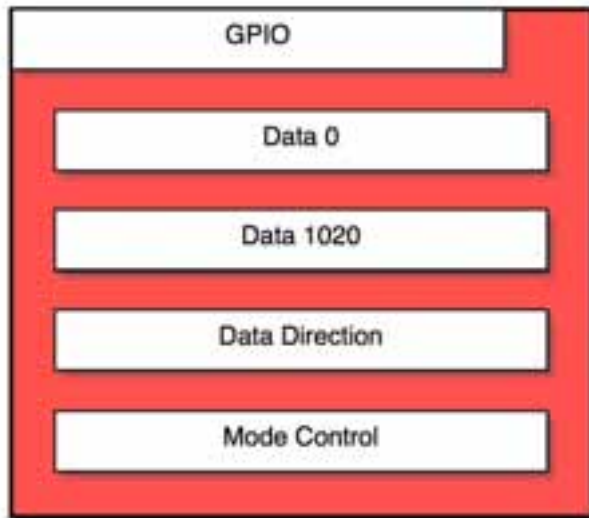 GPIO
Data 0
Data 1020
Data Direction
Mode Control